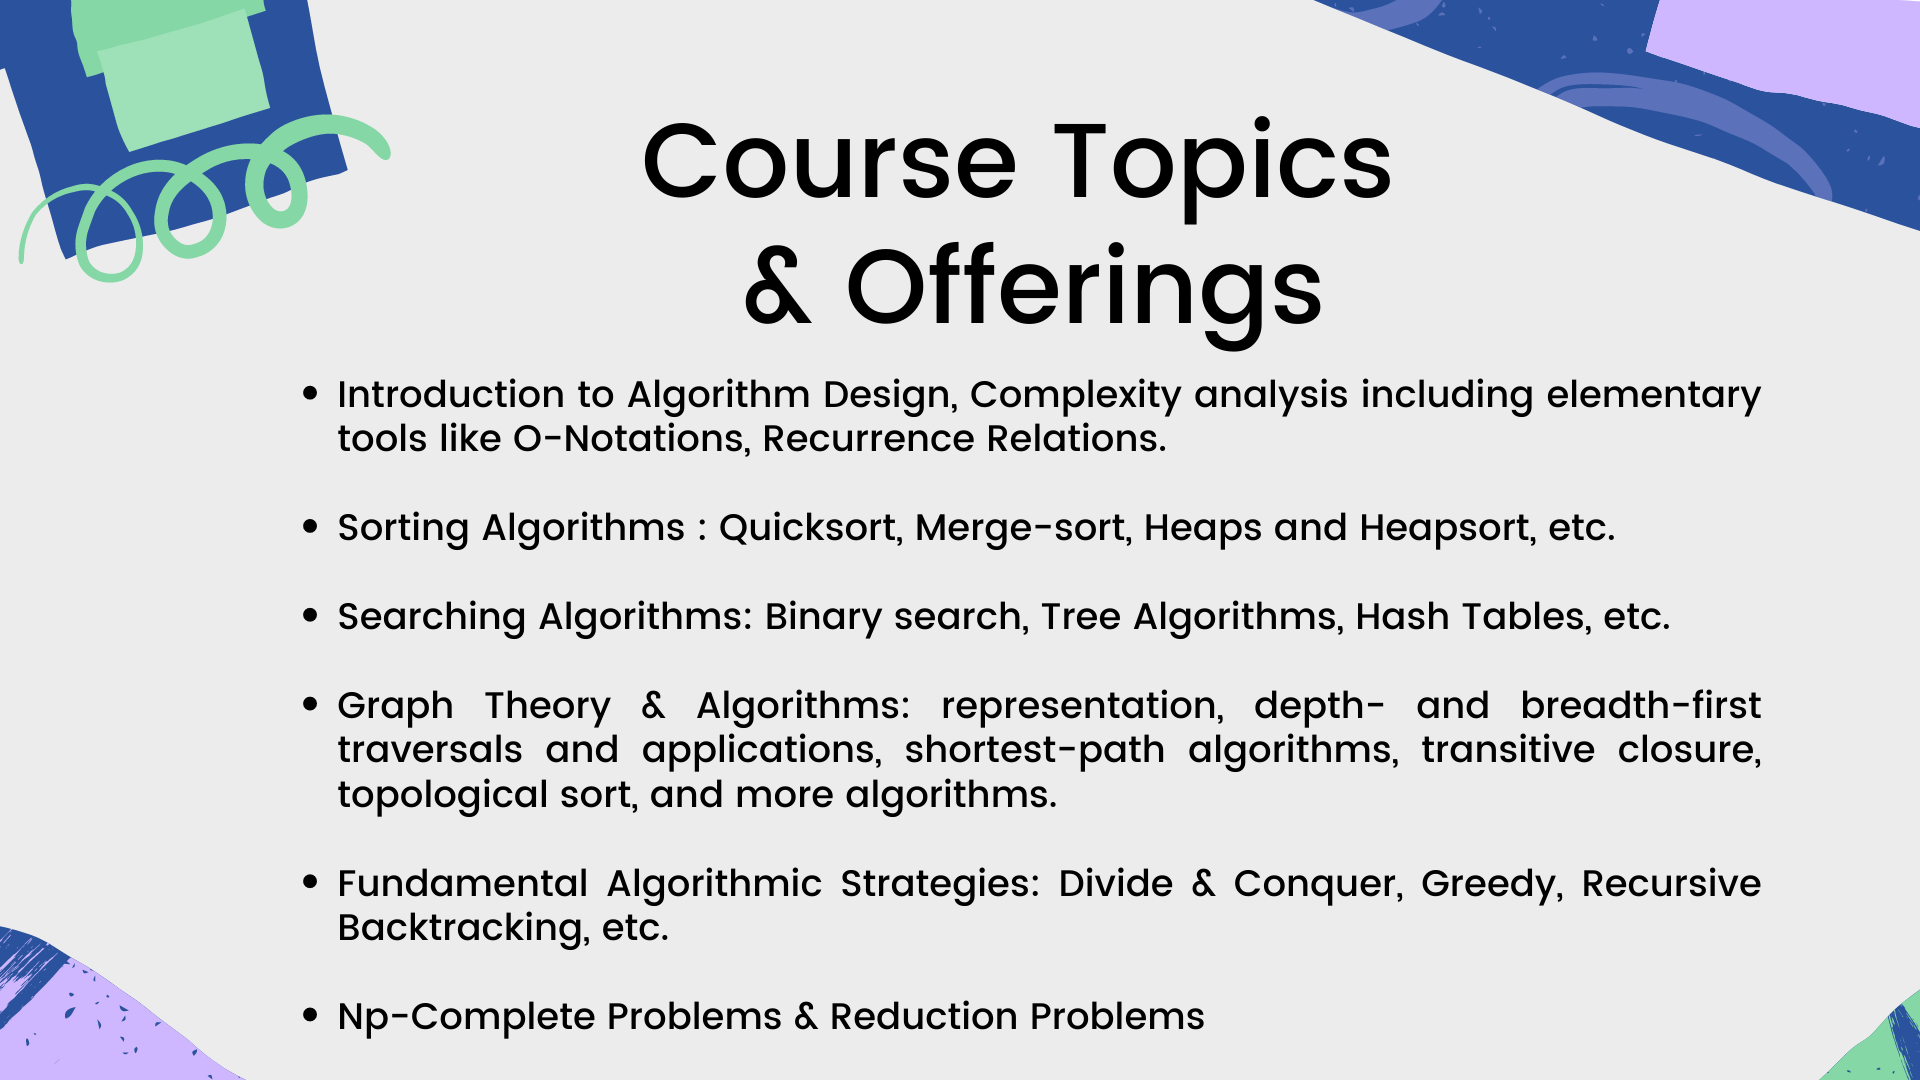 Course Topics
& Offerings
• Introduction to Algorithm Design, Complexity analysis including elementary
tools like O-Notations, Recurrence Relations.
• Sorting Algorithms : Quicksort, Merge-sort, Heaps and Heapsort, etc.
• Searching Algorithms: Binary search, Tree Algorithms, Hash Tables, etc.
• Graph Theory & Algorithms: representation, depth- and breadth-first
traversals and applications, shortest-path algorithms, transitive closure,
topological sort, and more algorithms.
• Fundamental Algorithmic Strategies: Divide & Conquer, Greedy, Recursive
Backtracking, etc.
• Np-Complete Problems & Reduction Problems